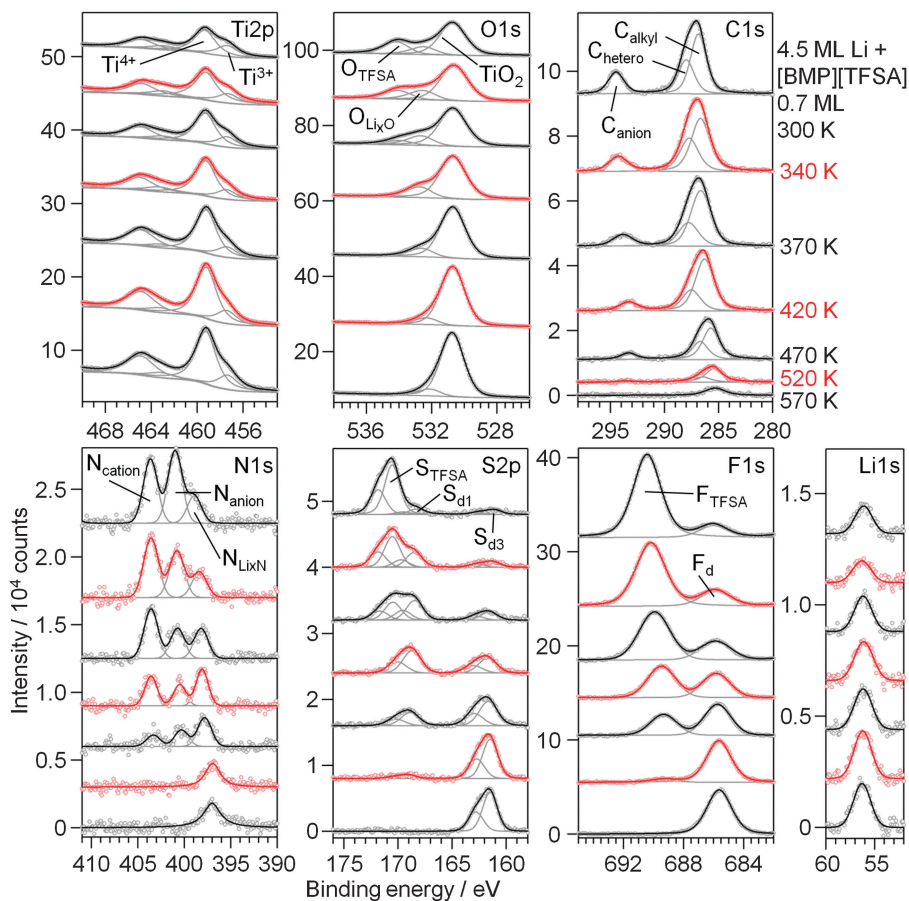 Ti2p
Ti4+
Ti3+
50
40
30
20
10
468
464
460
456
O1s
OTFSA
TiO2
OLixO
100
80
60
40
20
536
531
526
C1s
Calkyl
Chetero
Canion
10
8
6
4
2
0
295
290
285
280
4.5 ML Li +
[BMP][TFSA]
0.7 ML
300 K
340 K
370 K
420 K
470 K
520 K
570 K
N1s
Ncation
Nanion
NLixN
2.5
2.0
1.5
1.0
0.5
0
410
405
400
395
390
S2p
STFSA
Sd1
Sd3
6
5
4
3
2
1
0
175
170
165
160
F1s
FTFSA
Fd
40
30
20
10
0
692
688
684
Li1s
1.5
1.0
0.5
0
60
55
Intensity / 10^4 counts
Binding energy / eV